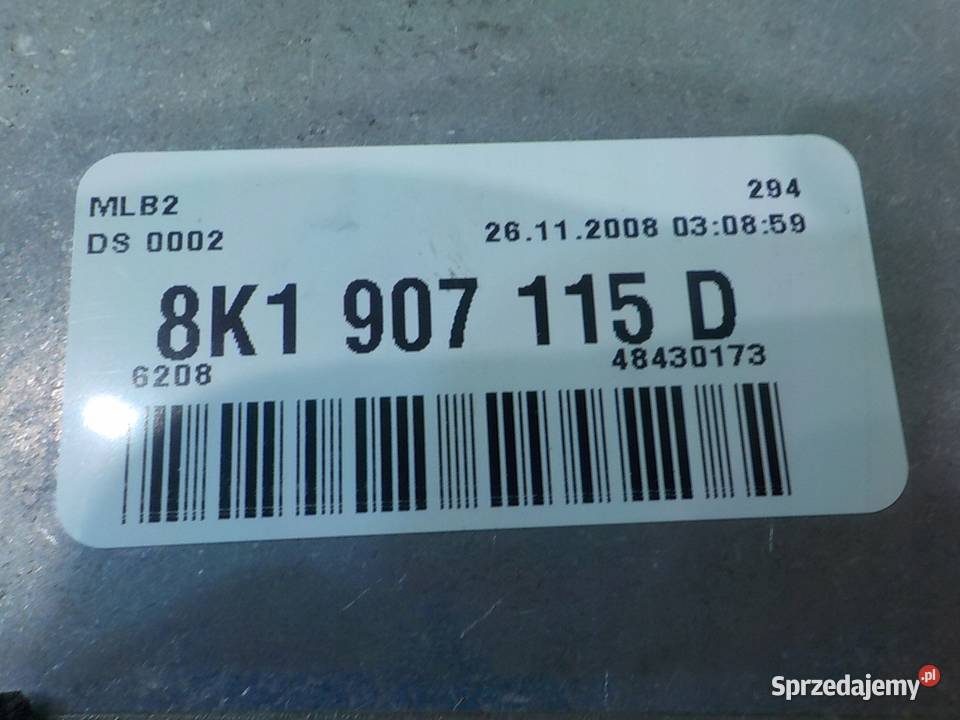 MLB2
294
DS 0002
26.11.2008 03:08:59
8K1 907 115 D
6208
48430173
Sprzedajemy.pl